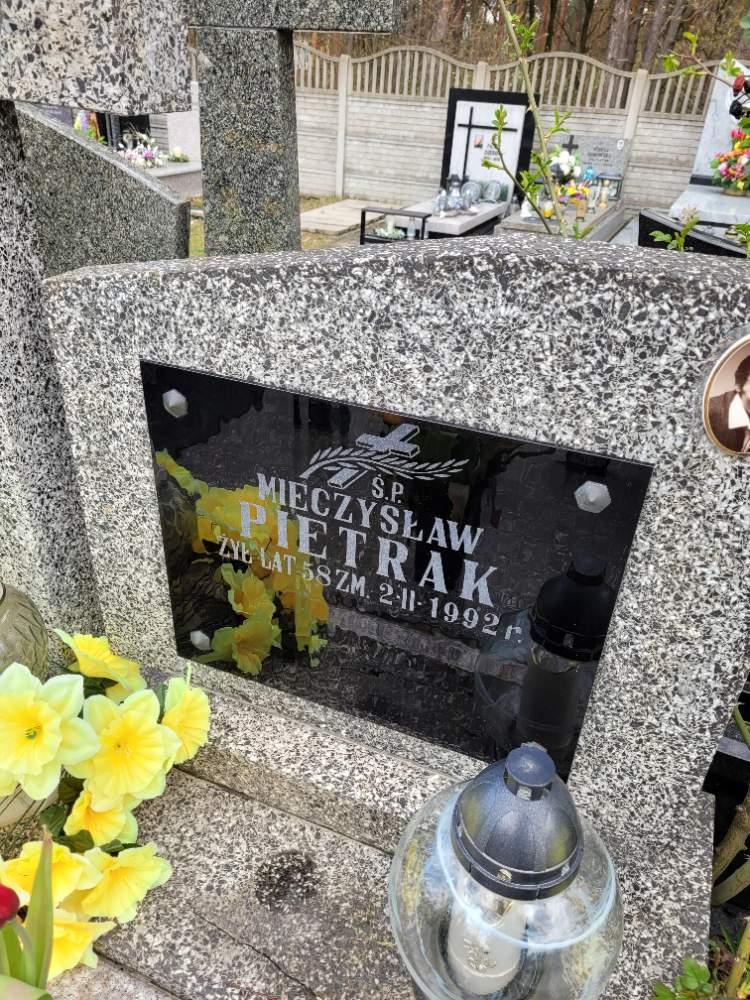 Ś.P.
MIECZYSŁAW
PIETRAK
ŻYŁ LAT 58 ZM. 2·II·1992 r.